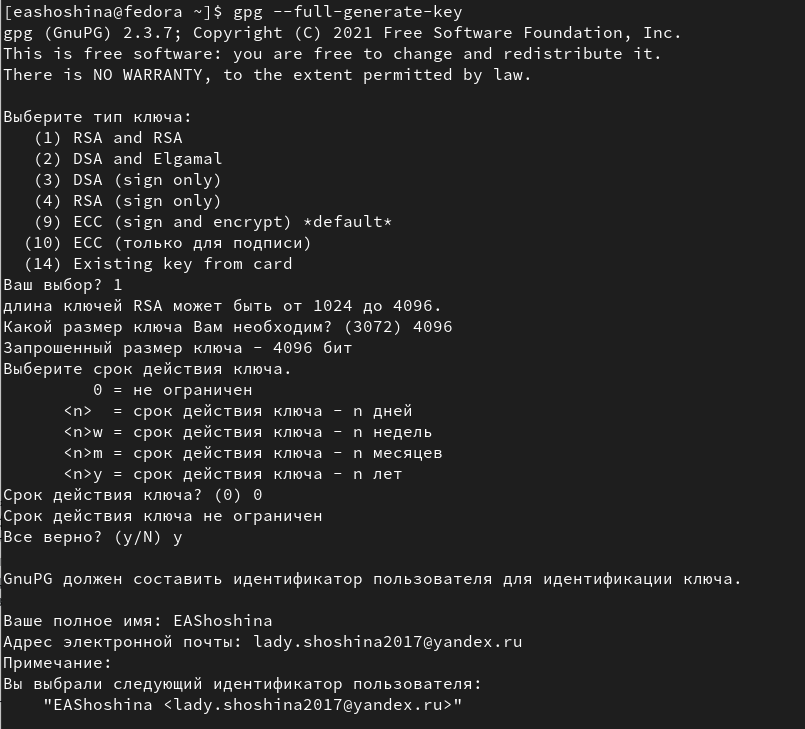 [eashoshina@fedora ~]$ gpg --full-generate-key
gpg (GnuPG) 2.3.7; Copyright (C) 2021 Free Software Foundation, Inc.
This is free software: you are free to change and redistribute it.
There is NO WARRANTY, to the extent permitted by law.

Выберите тип ключа:
   (1) RSA and RSA
   (2) DSA and Elgamal
   (3) DSA (sign only)
   (4) RSA (sign only)
   (9) ECC (sign and encrypt) *default*
  (10) ECC (только для подписи)
  (14) Existing key from card
Ваш выбор? 1
длина ключей RSA может быть от 1024 до 4096.
Какой размер ключа Вам необходим? (3072) 4096
Запрошенный размер ключа - 4096 бит
Выберите срок действия ключа.
         0 = не ограничен
      <n>  = срок действия ключа - n дней
      <n>w = срок действия ключа - n недель
      <n>m = срок действия ключа - n месяцев
      <n>y = срок действия ключа - n лет
Срок действия ключа? (0) 0
Срок действия ключа не ограничен
Все верно? (y/N) y

GnuPG должен составить идентификатор пользователя для идентификации ключа.

Ваше полное имя: EAShoshina
Адрес электронной почты: lady.shoshina2017@yandex.ru
Примечание:
Вы выбрали следующий идентификатор пользователя:
    "EAShoshina <lady.shoshina2017@yandex.ru>"